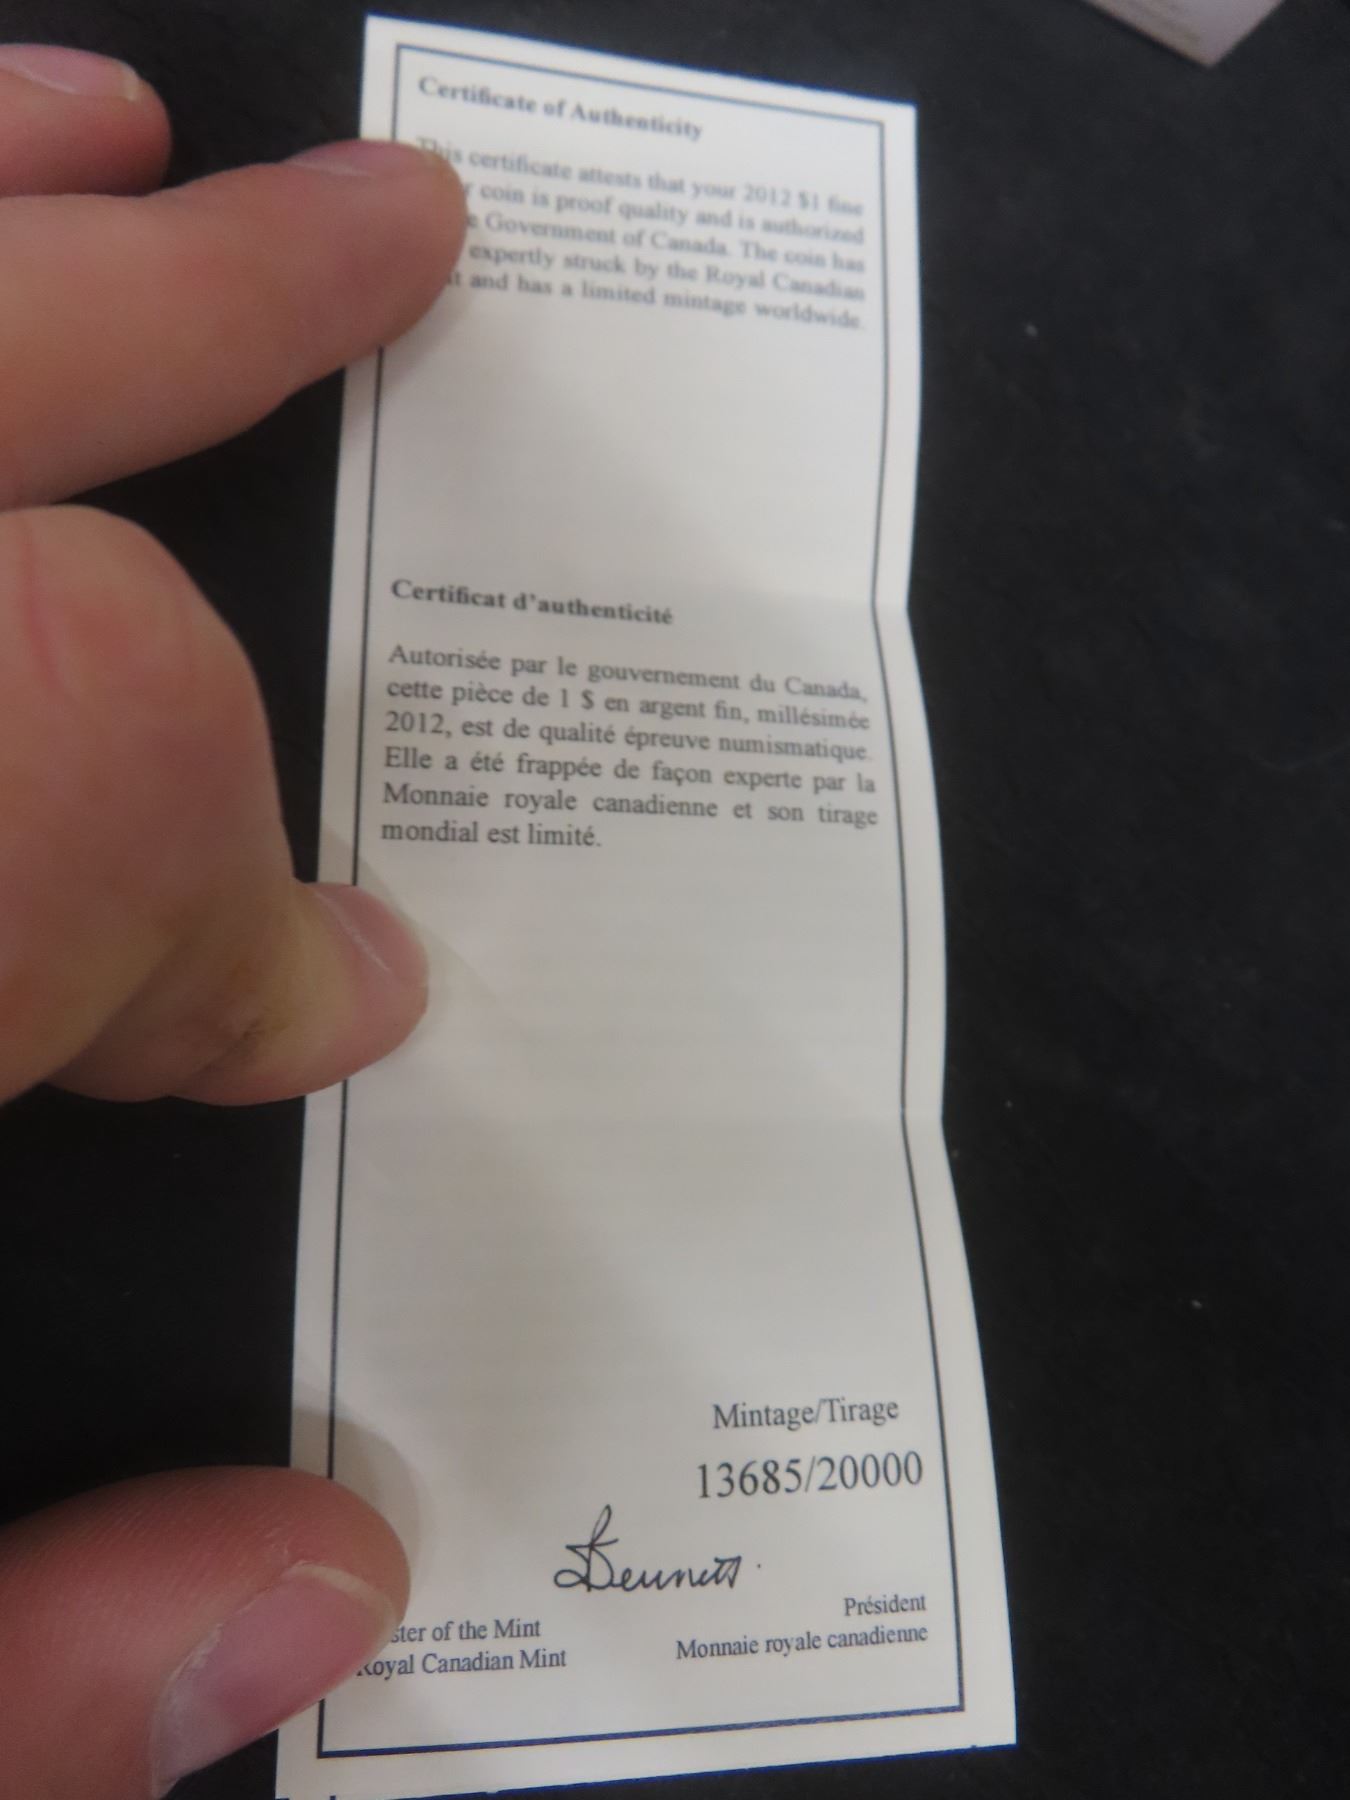 Certificate of Authenticity
This certificate attests that your 2012 $1 fine
r coin is proof quality and is authorized
e Government of Canada. The coin has
expertly struck by the Royal Canadian
t and has a limited mintage worldwide.
Certificat d'authenticité
Autorisée par le gouvernement du Canada,
cette pièce de 1 $ en argent fin, millésimée
2012, est de qualité épreuve numismatique.
Elle a été frappée de façon experte par la
Monnaie royale canadienne et son tirage
mondial est limité.
Mintage/Tirage
13685/20000
Bennett
ster of the Mint
Royal Canadian Mint
Président
Monnaie royale canadienne